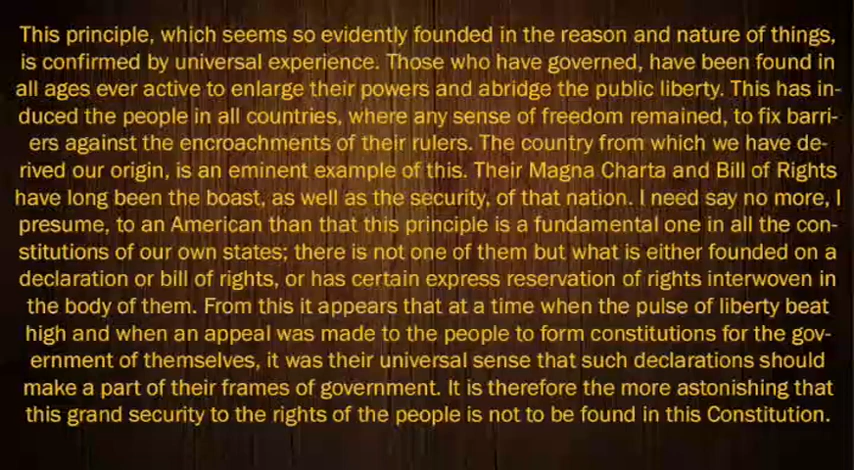 This principle, which seems so evidently founded in the reason and nature of things,
is confirmed by universal experience. Those who have governed, have been found in
all ages ever active to enlarge their powers and abridge the public liberty. This has in-
duced the people in all countries, where any sense of freedom remained, to fix barri-
ers against the encroachments of their rulers. The country from which we have de-
rived our origin, is an eminent example of this. Their Magna Charta and Bill of Rights
have long been the boast, as well as the security, of that nation. I need say no more, I
presume, to an American than that this principle is a fundamental one in all the con-
stitutions of our own states; there is not one of them but what is either founded on a
declaration or bill of rights, or has certain express reservation of rights interwoven in
the body of them. From this it appears that at a time when the pulse of liberty beat
high and when an appeal was made to the people to form constitutions for the gov-
ernment of themselves, it was their universal sense that such declarations should
make a part of their frames of government. It is therefore the more astonishing that
this grand security to the rights of the people is not to be found in this Constitution.